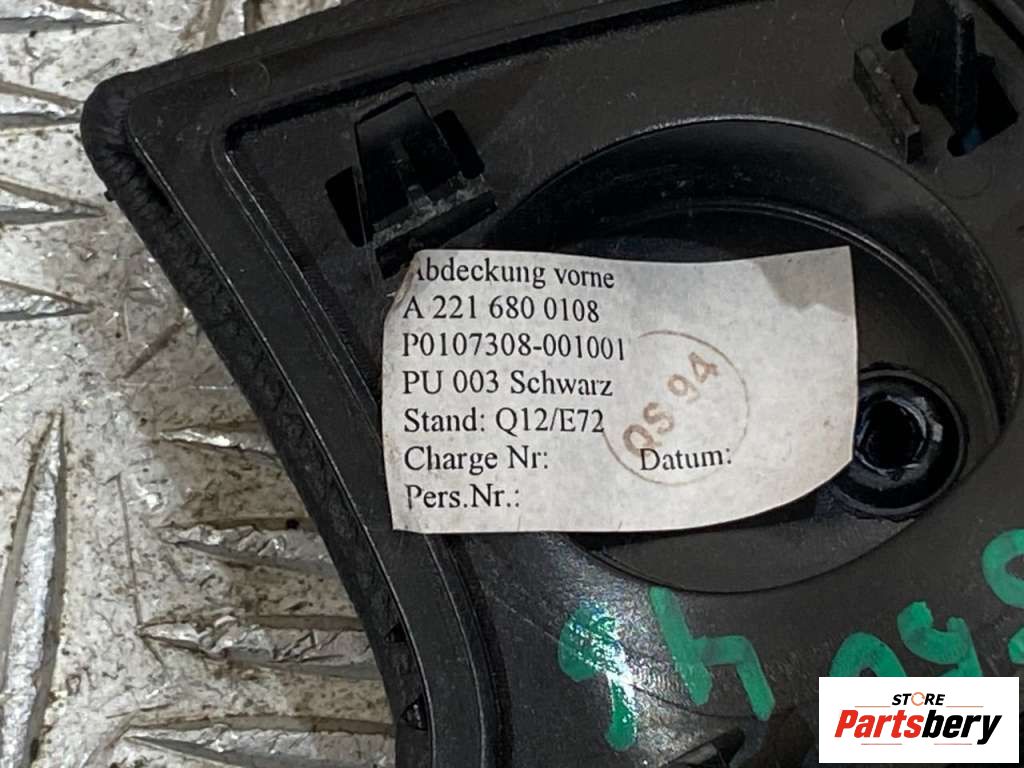 Abdeckung vorne
A 221 680 0108
P0107308-001001
PU 003 Schwarz
Stand: Q12/E72
Charge Nr: Datum:
Pers.Nr.:
QS 94
STORE
Partsbery